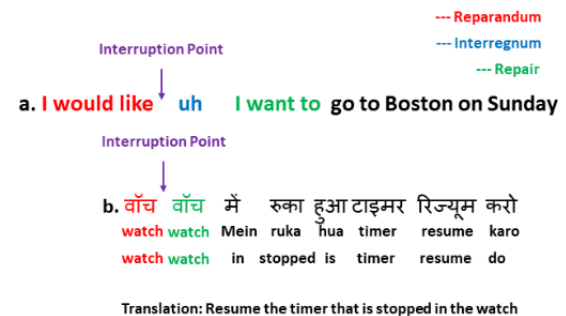 --- Reparandum
--- Interregnum
--- Repair
Interruption Point
a. I would like uh I want to go to Boston on Sunday
Interruption Point
b. वॉच वॉच में रुका हुआ टाइमर रिज्यूम करो
watch watch Mein ruka hua timer resume karo
watch watch in stopped is timer resume do
Translation: Resume the timer that is stopped in the watch